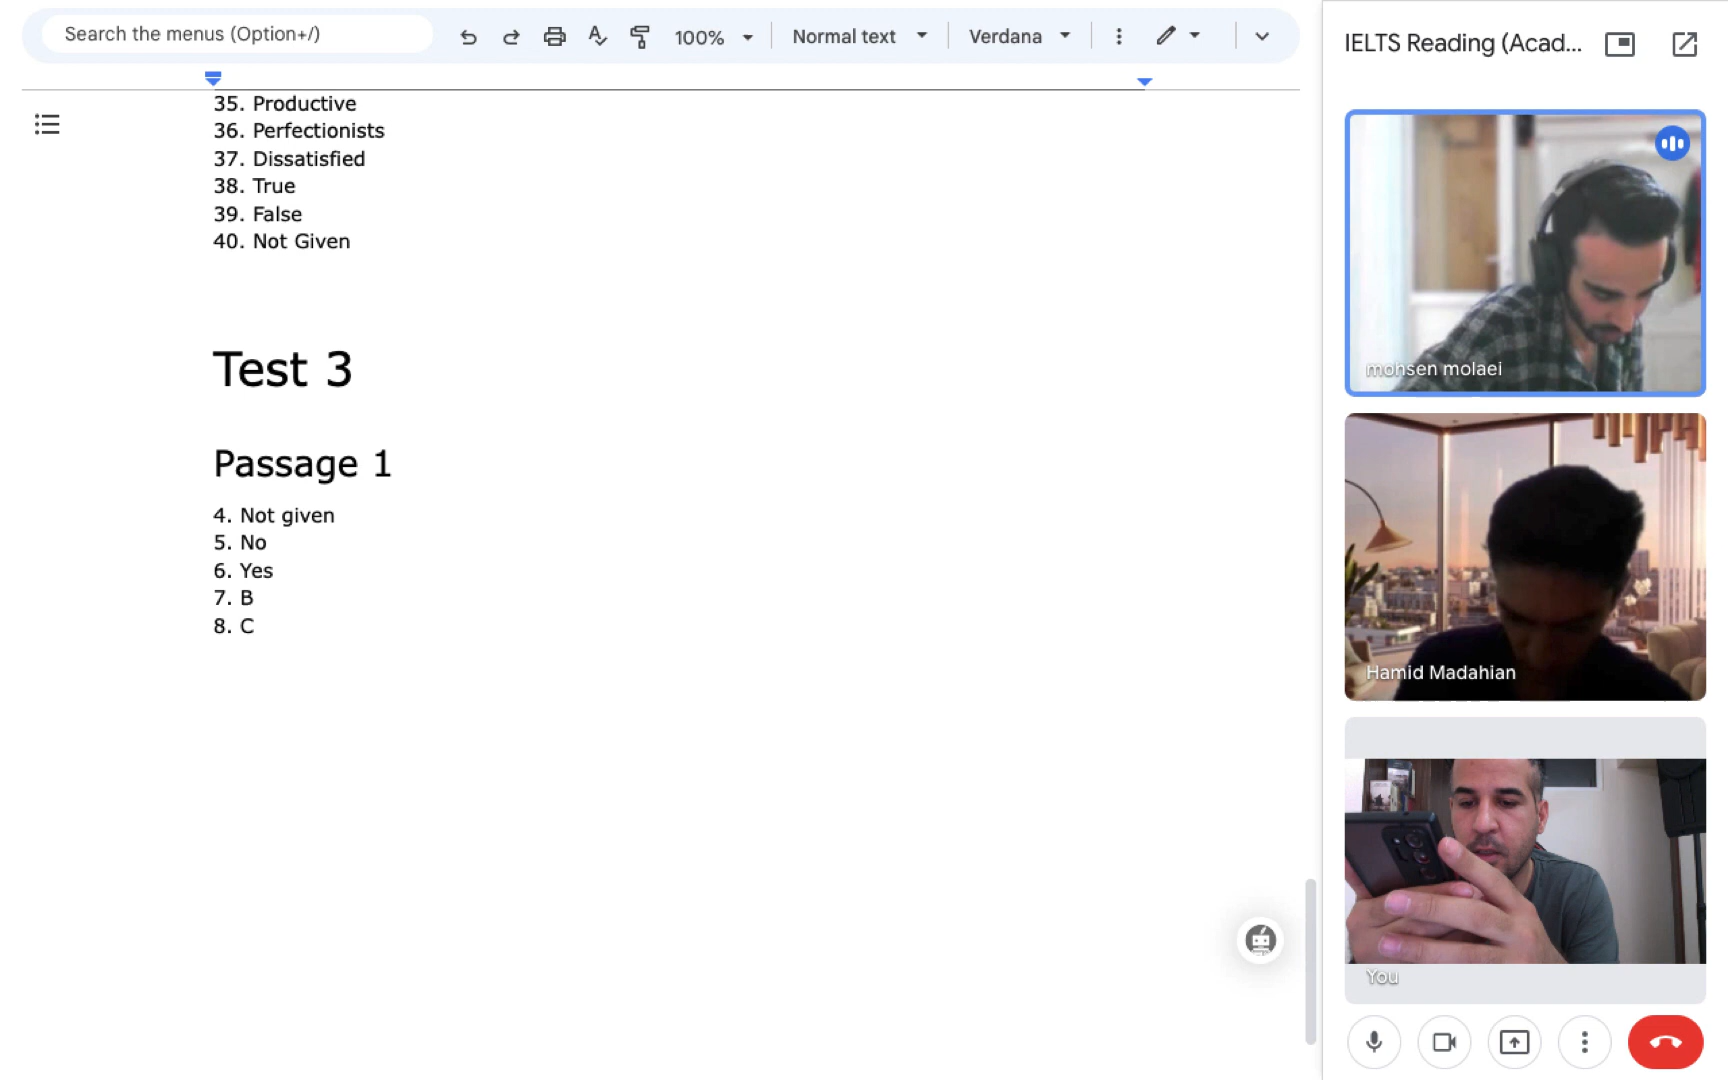 Search the menus (Option+/)
100%
Normal text
Verdana
35. Productive
36. Perfectionists
37. Dissatisfied
38. True
39. False
40. Not Given
Test 3
Passage 1
4. Not given
5. No
6. Yes
7. B
8. C
IELTS Reading (Acad...
mohsen molaei
Hamid Madahian
You